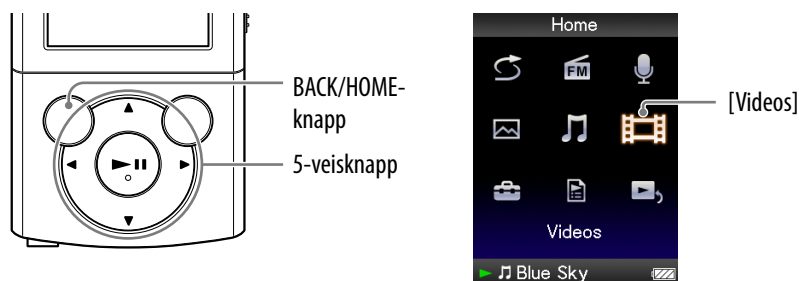 BACK/HOME-
knapp
5-veisknapp
Home
FM
[Videos]
Videos
Blue Sky